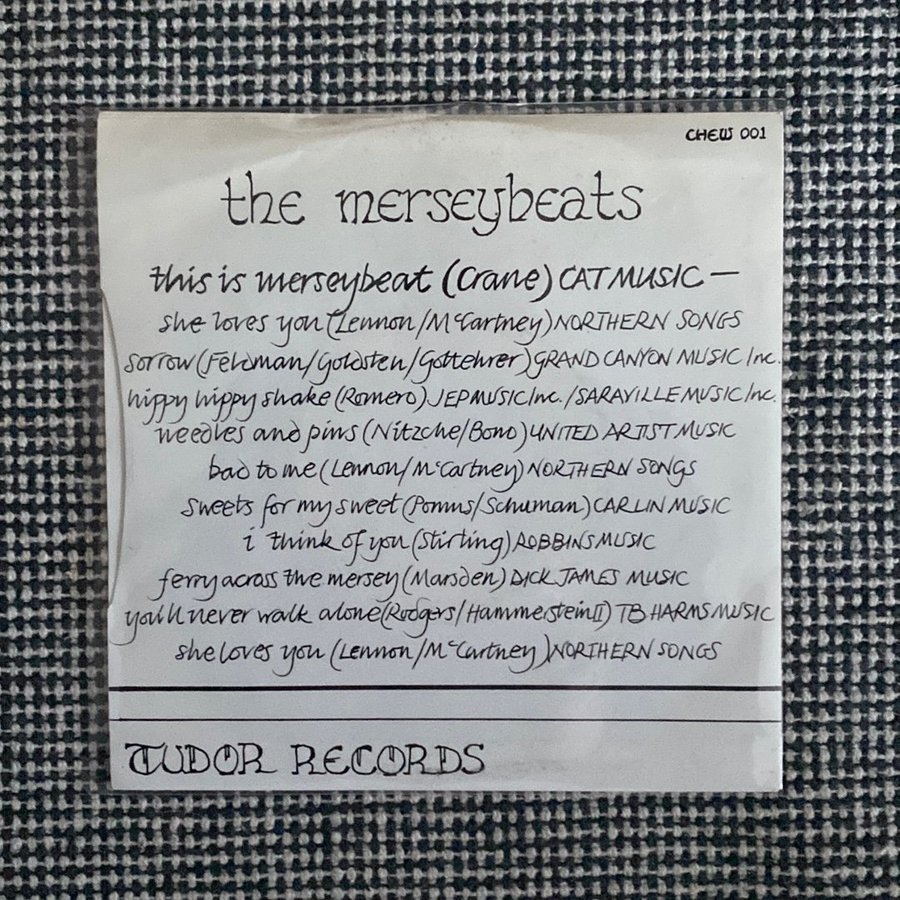 CHEW 001
the merseybeats
this is merseybeat (Crane) CAT MUSIC —
she loves you (Lennon/McCartney) NORTHERN SONGS
sorrow (Feldman/Goldsten/Gottehrer) GRAND CANYON MUSIC Inc.
hippy hippy shake (Romero) JEP MUSIC Inc./SARAVILLE MUSIC Inc.
needles and pins (Nitzche/Bono) UNITED ARTIST MUSIC
bad to me (Lennon/McCartney) NORTHERN SONGS
sweets for my sweet (Pomus/Schuman) CARLIN MUSIC
i think of you (Stirling) ROBBINS MUSIC
ferry across the mersey (Marsden) DICK JAMES MUSIC
you'll never walk alone (Rodgers/Hammerstein II) TB HARMS MUSIC
she loves you (Lennon/McCartney) NORTHERN SONGS
TUDOR RECORDS